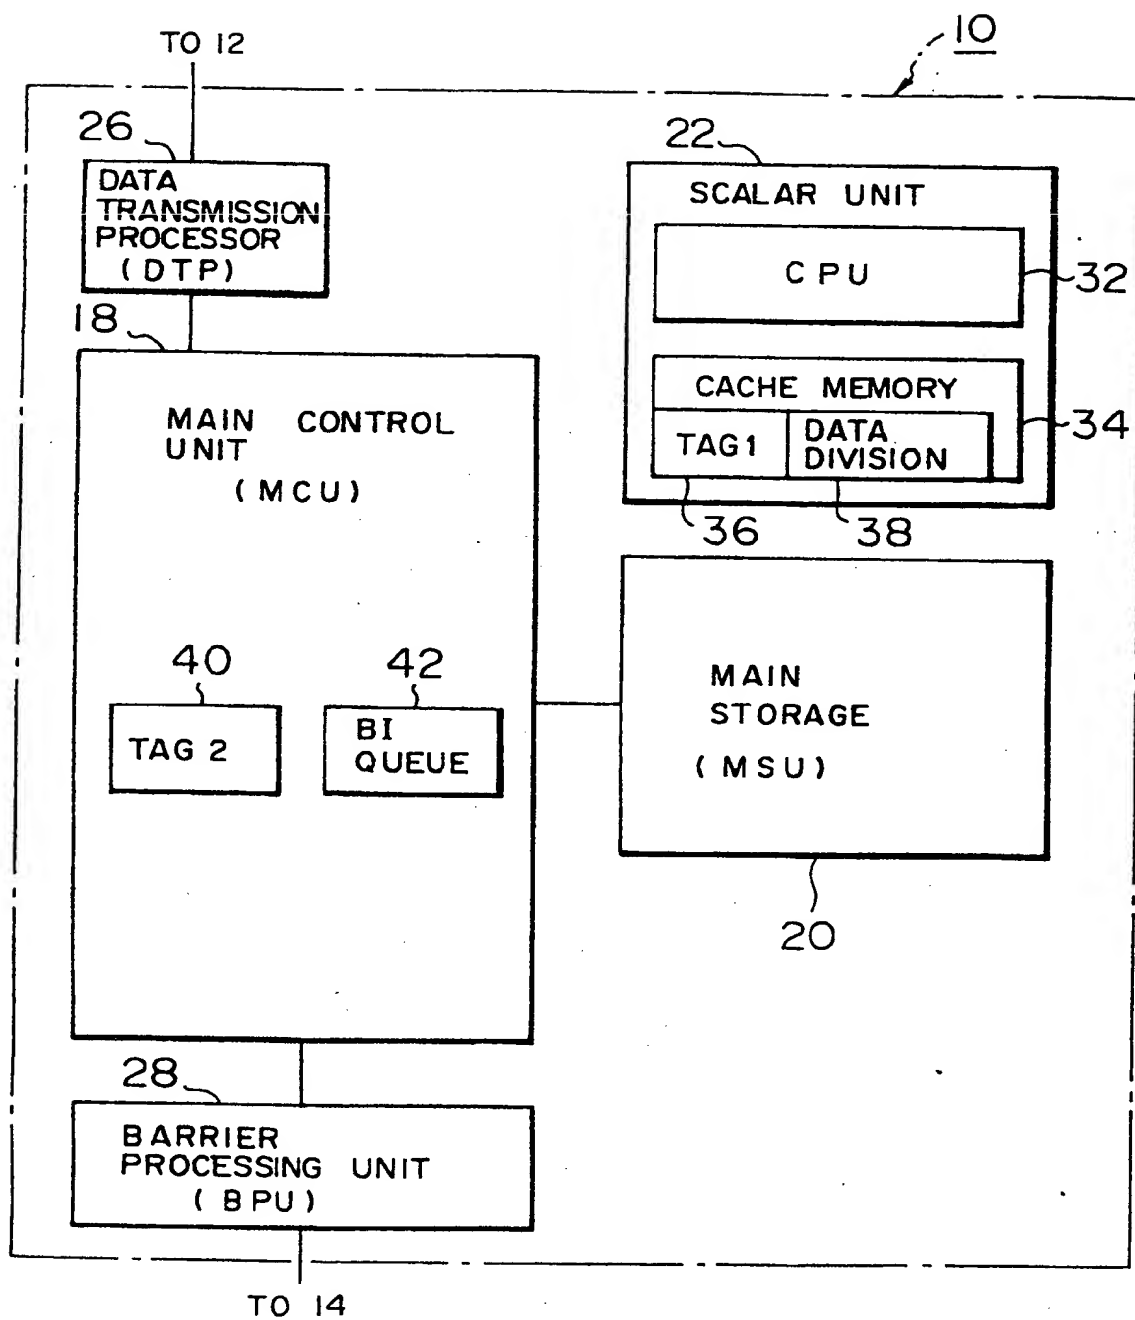 TO 12
10
26
DATA
TRANSMISSION
PROCESSOR
(DTP)
22
SCALAR UNIT
CPU
32
18
MAIN CONTROL
UNIT
(MCU)
CACHE MEMORY
TAG1
DATA
DIVISION
34
36
38
40
TAG 2
42
BI
QUEUE
MAIN
STORAGE
(MSU)
20
28
BARRIER
PROCESSING UNIT
(BPU)
TO 14